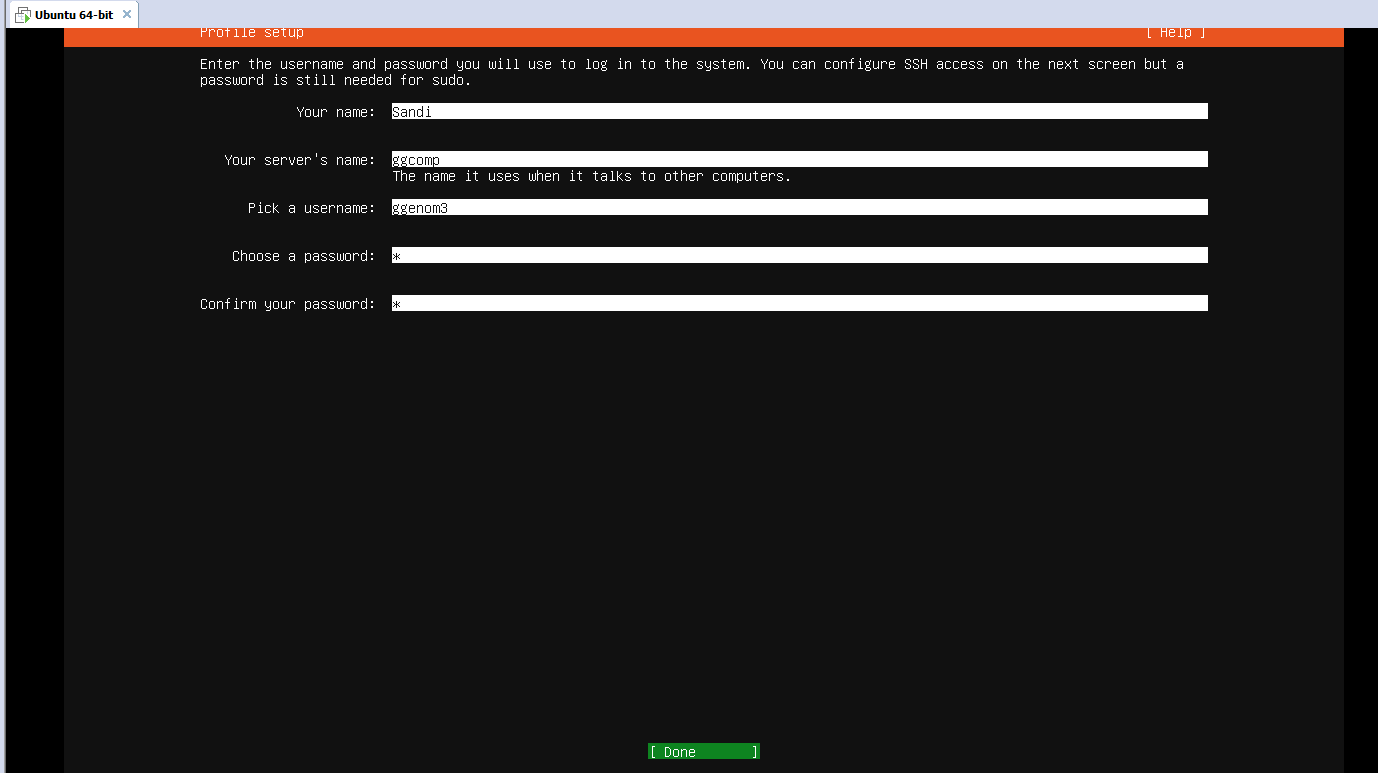 Ubuntu 64-bit
Profile setup [ Help ]
Enter the username and password you will use to log in to the system. You can configure SSH access on the next screen but a
password is still needed for sudo.
Your name: Sandi
Your server's name: ggcomp
The name it uses when it talks to other computers.
Pick a username: ggenom3
Choose a password: *
Confirm your password: *
[ Done ]